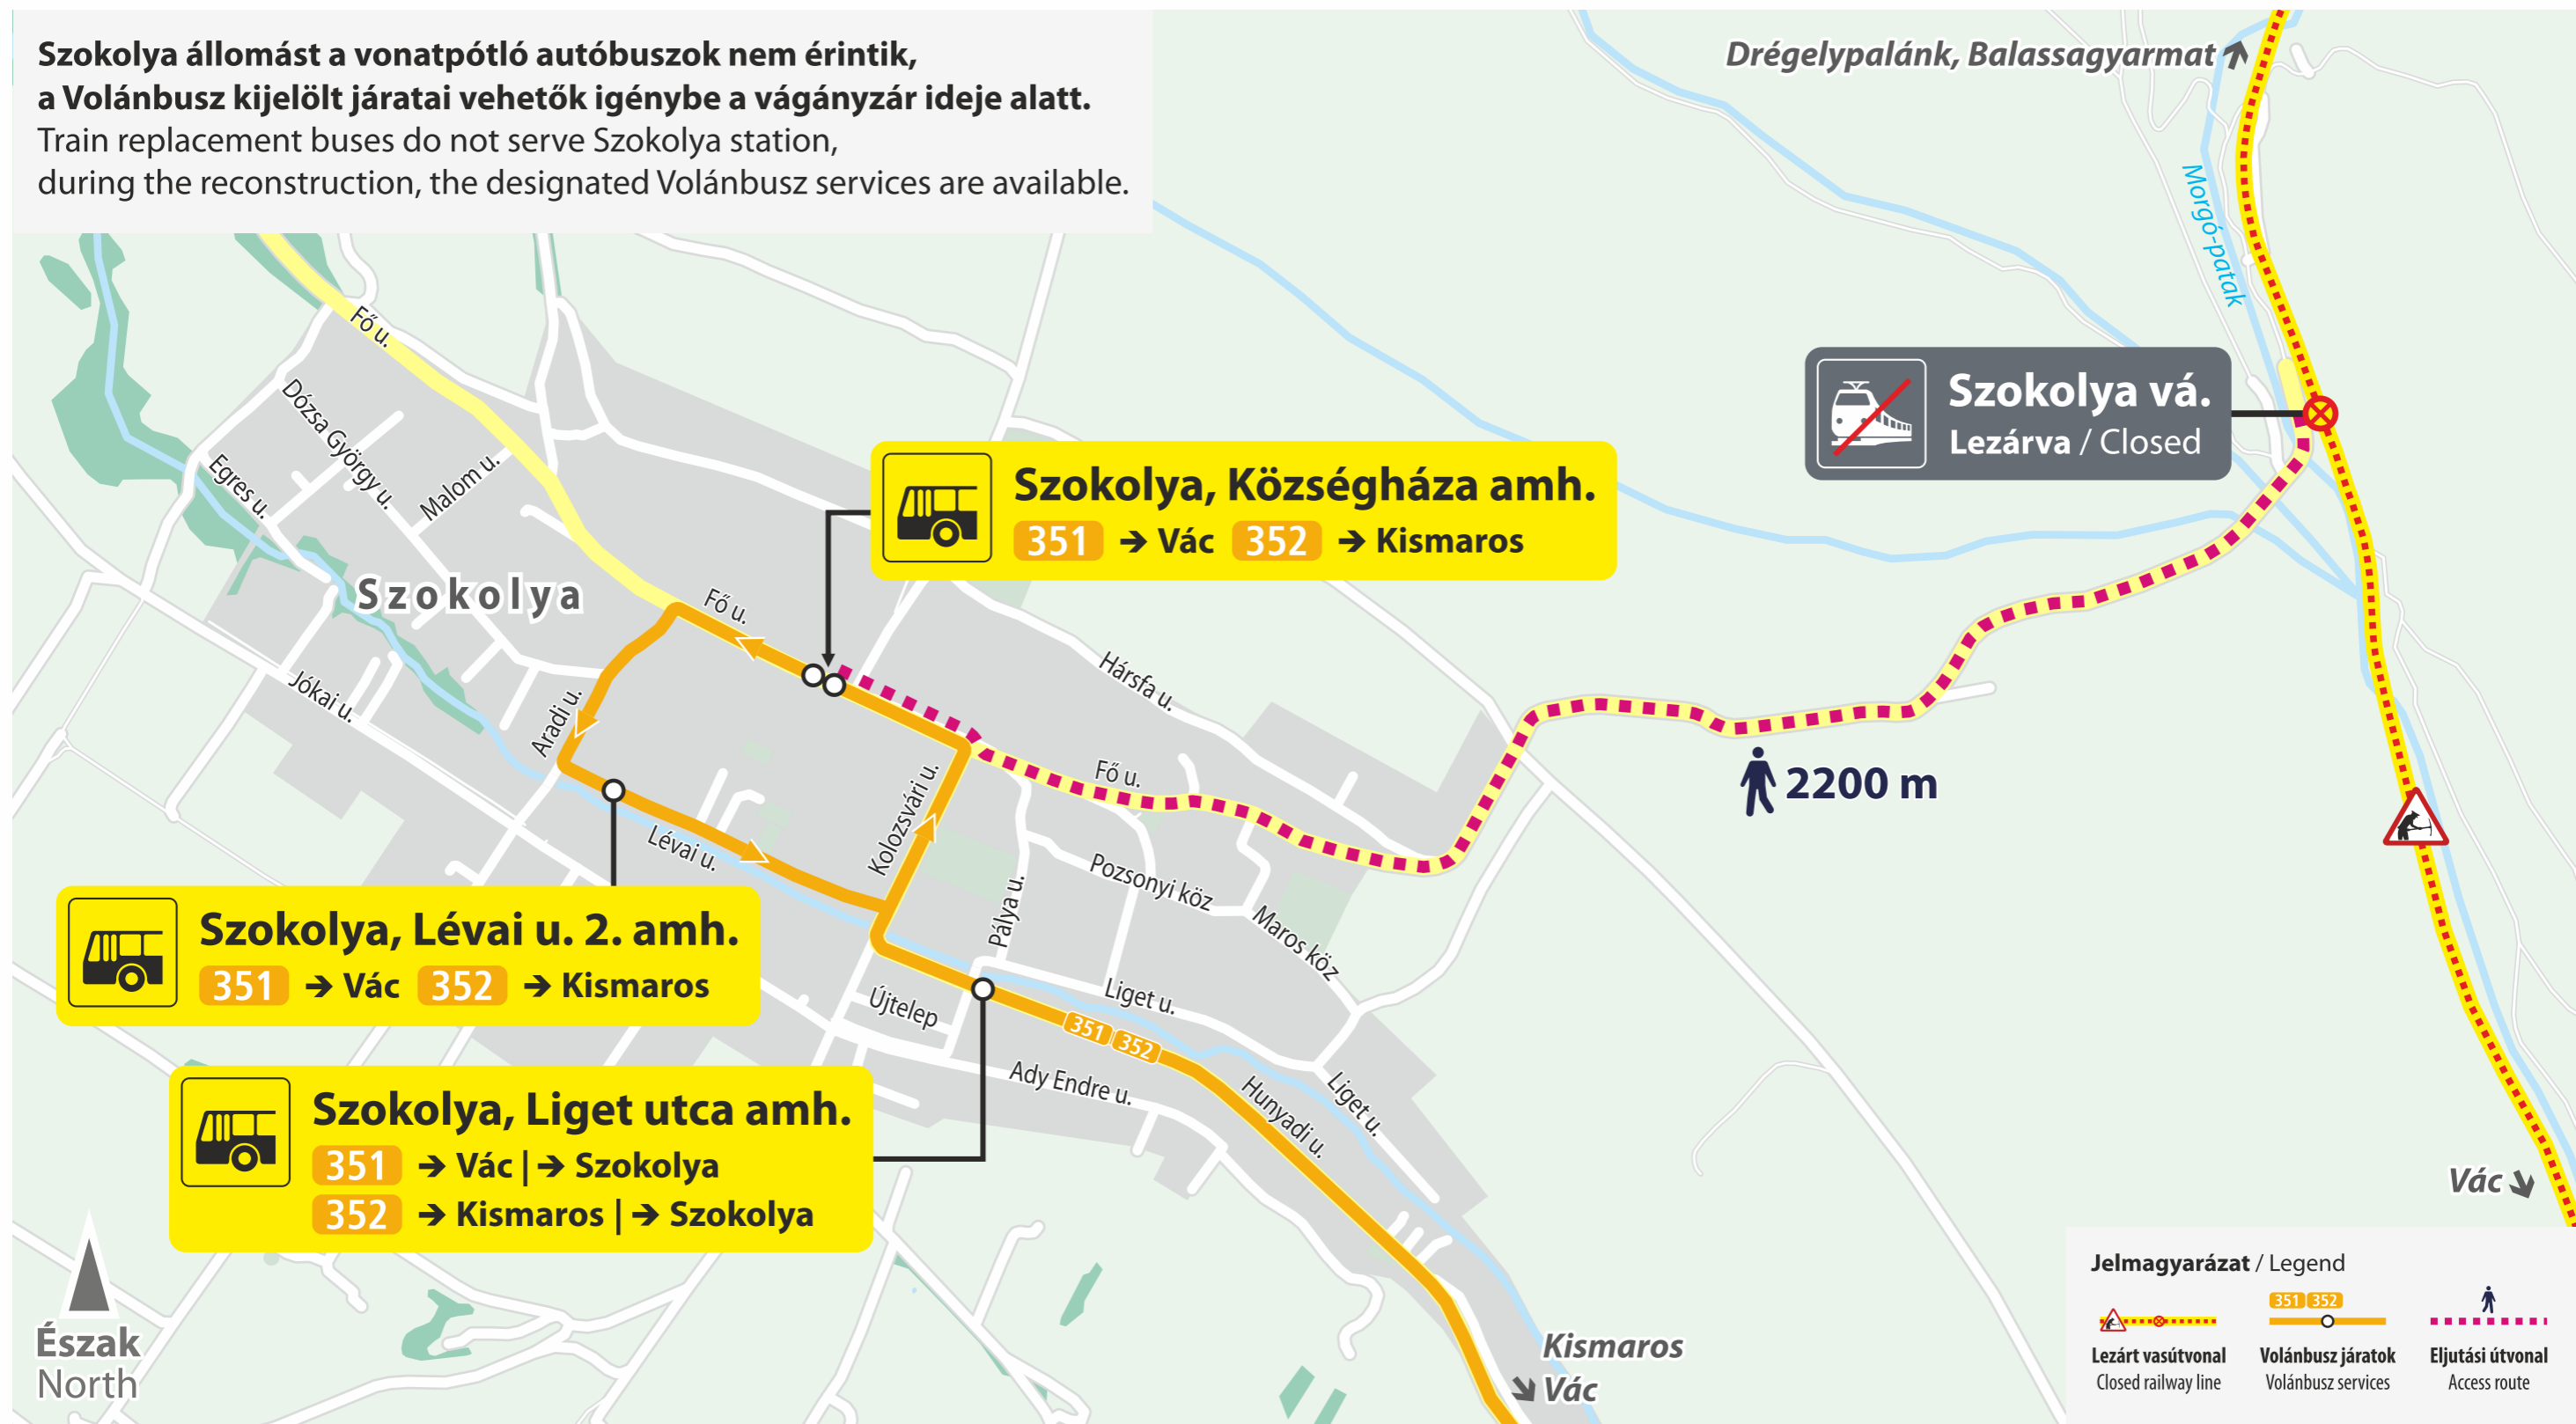 Szokolya állomást a vonatpótló autóbuszok nem érintik,
a Volánbusz kijelölt járatai vehetők igénybe a vágányzár ideje alatt.
Train replacement buses do not serve Szokolya station,
during the reconstruction, the designated Volánbusz services are available.
Drégelypalánk, Balassagyarmat
Morgó-patak
Szokolya vá.
Lezárva / Closed
Fő u.
Dózsa György u.
Egres u.
Malom u.
Szokolya, Községháza amh.
351 → Vác 352 → Kismaros
Szokolya
Fő u.
Hársfa u.
Jókai u.
Aradi u.
Fő u.
2200 m
Kolozsvári u.
Lévai u.
Pálya u.
Pozsonyi köz
Maros köz
Szokolya, Lévai u. 2. amh.
351 → Vác 352 → Kismaros
Újtelep
Liget u.
351 352
Ady Endre u.
Hunyadi u.
Liget u.
Szokolya, Liget utca amh.
351 → Vác | → Szokolya
352 → Kismaros | → Szokolya
Vác
Kismaros
Vác
Észak
North
Jelmagyarázat / Legend
351 352
Lezárt vasútvonal
Closed railway line
Volánbusz járatok
Volánbusz services
Eljutási útvonal
Access route